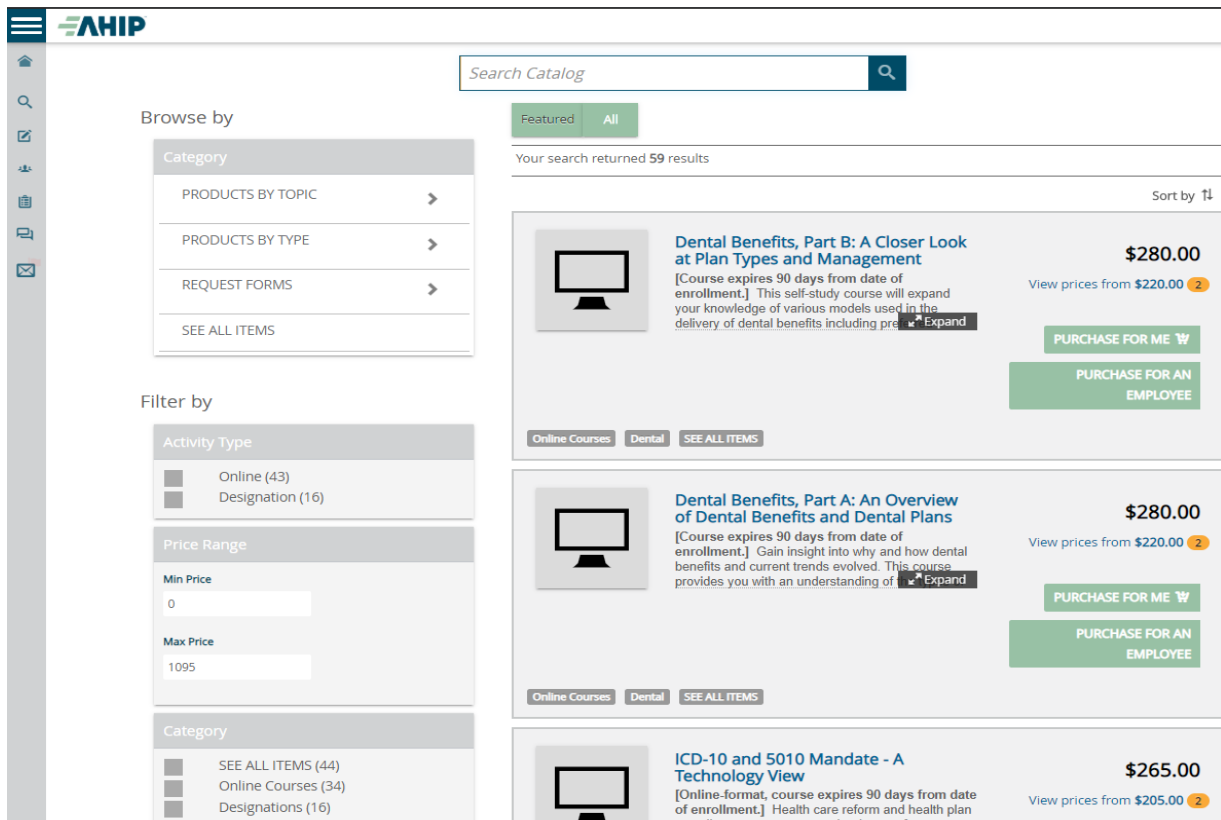 AHIP
Search Catalog
Browse by
Category
PRODUCTS BY TOPIC
PRODUCTS BY TYPE
REQUEST FORMS
SEE ALL ITEMS
Filter by
Activity Type
Online (43)
Designation (16)
Price Range
Min Price
0
Max Price
1095
Category
SEE ALL ITEMS (44)
Online Courses (34)
Designations (16)
Featured All
Your search returned 59 results
Sort by
Dental Benefits, Part B: A Closer Look
at Plan Types and Management
[Course expires 90 days from date of
enrollment.] This self-study course will expand
your knowledge of various models used in the
delivery of dental benefits including
Expand
$280.00
View prices from $220.00 2
PURCHASE FOR ME
PURCHASE FOR AN
EMPLOYEE
Online Courses Dental SEE ALL ITEMS
Dental Benefits, Part A: An Overview
of Dental Benefits and Dental Plans
[Course expires 90 days from date of
enrollment.] Gain insight into why and how dental
benefits and current trends evolved. This course
provides you with an understanding of
Expand
$280.00
View prices from $220.00 2
PURCHASE FOR ME
PURCHASE FOR AN
EMPLOYEE
Online Courses Dental SEE ALL ITEMS
ICD-10 and 5010 Mandate - A
Technology View
[Online-format, course expires 90 days from date
of enrollment.] Health care reform and health plan
$265.00
View prices from $205.00 2